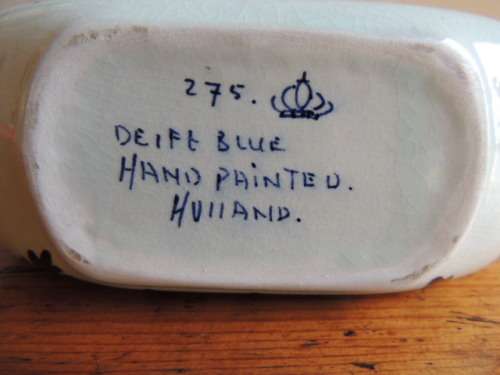 275.
DElFt BLUE
HAND PAiNTED.
HOllAND.